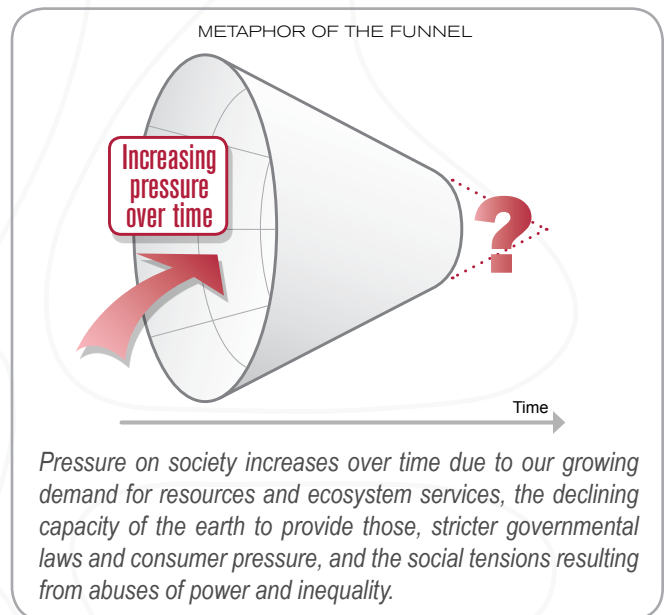 METAPHOR OF THE FUNNEL
Increasing
pressure
over time
?
Time
Pressure on society increases over time due to our growing
demand for resources and ecosystem services, the declining
capacity of the earth to provide those, stricter governmental
laws and consumer pressure, and the social tensions resulting
from abuses of power and inequality.